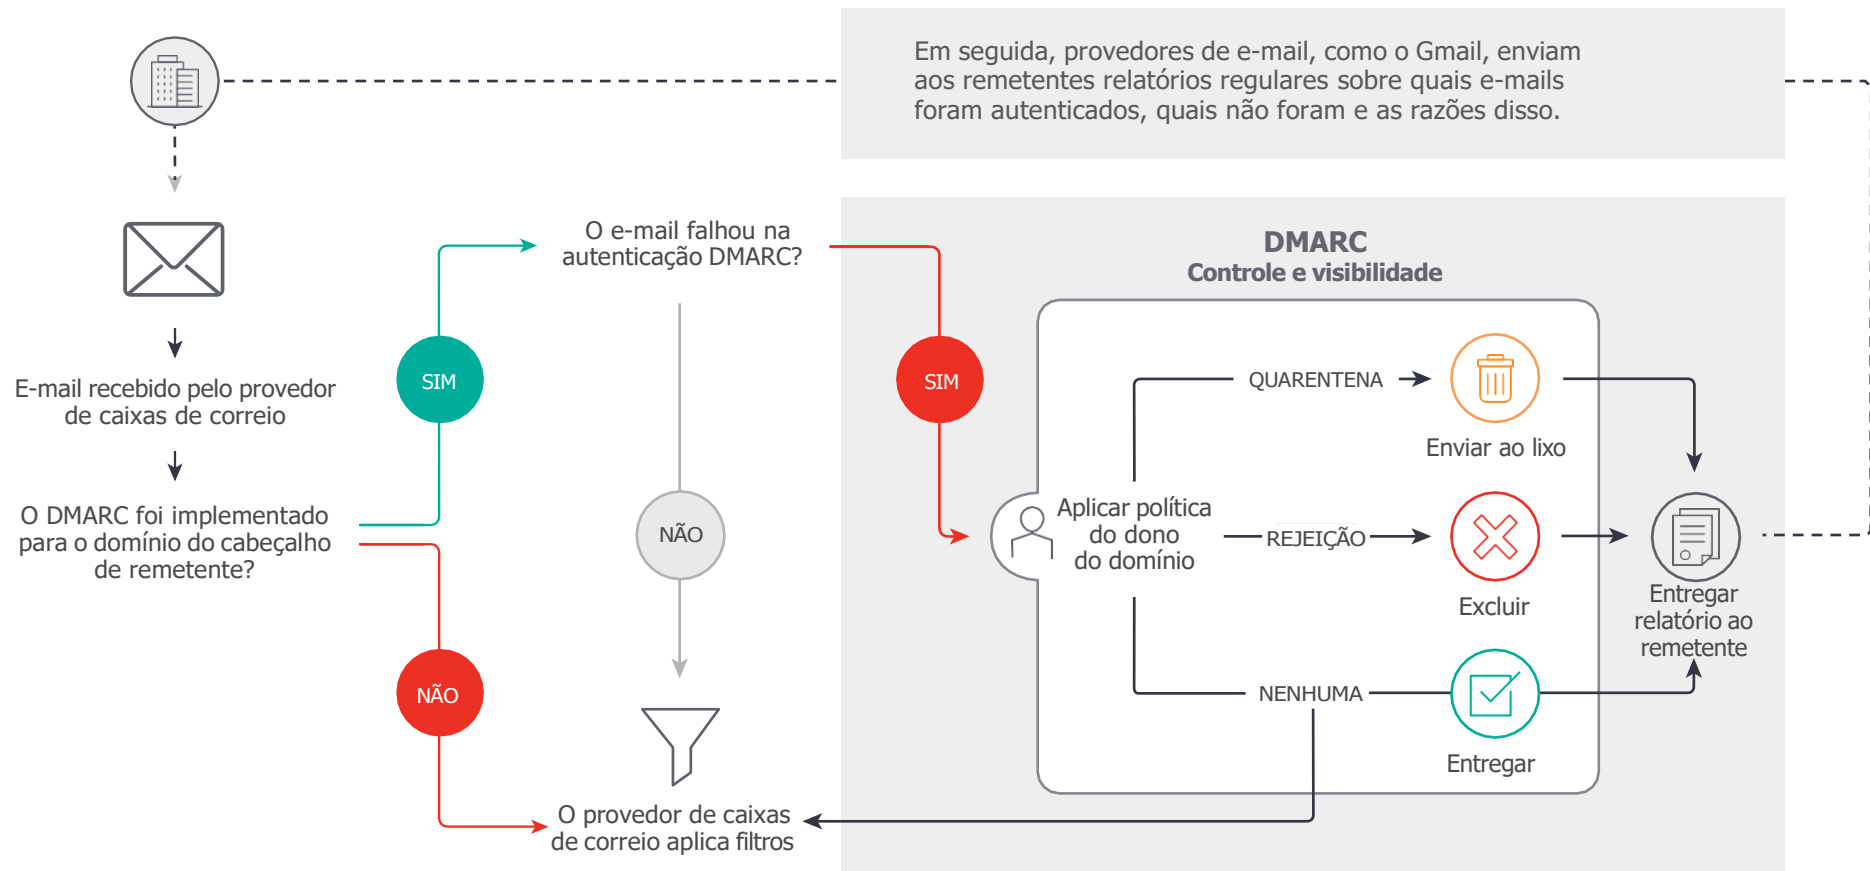 Em seguida, provedores de e-mail, como o Gmail, enviam
aos remetentes relatórios regulares sobre quais e-mails
foram autenticados, quais não foram e as razões disso.
O e-mail falhou na
autenticação DMARC?
DMARC
Controle e visibilidade
E-mail recebido pelo provedor
de caixas de correio
SIM
SIM
QUARENTENA
Enviar ao lixo
O DMARC foi implementado
para o domínio do cabeçalho
de remetente?
NÃO
Aplicar política
do dono
do domínio
REJEIÇÃO
Excluir
Entregar
relatório ao
remetente
NÃO
NENHUMA
Entregar
O provedor de caixas
de correio aplica filtros